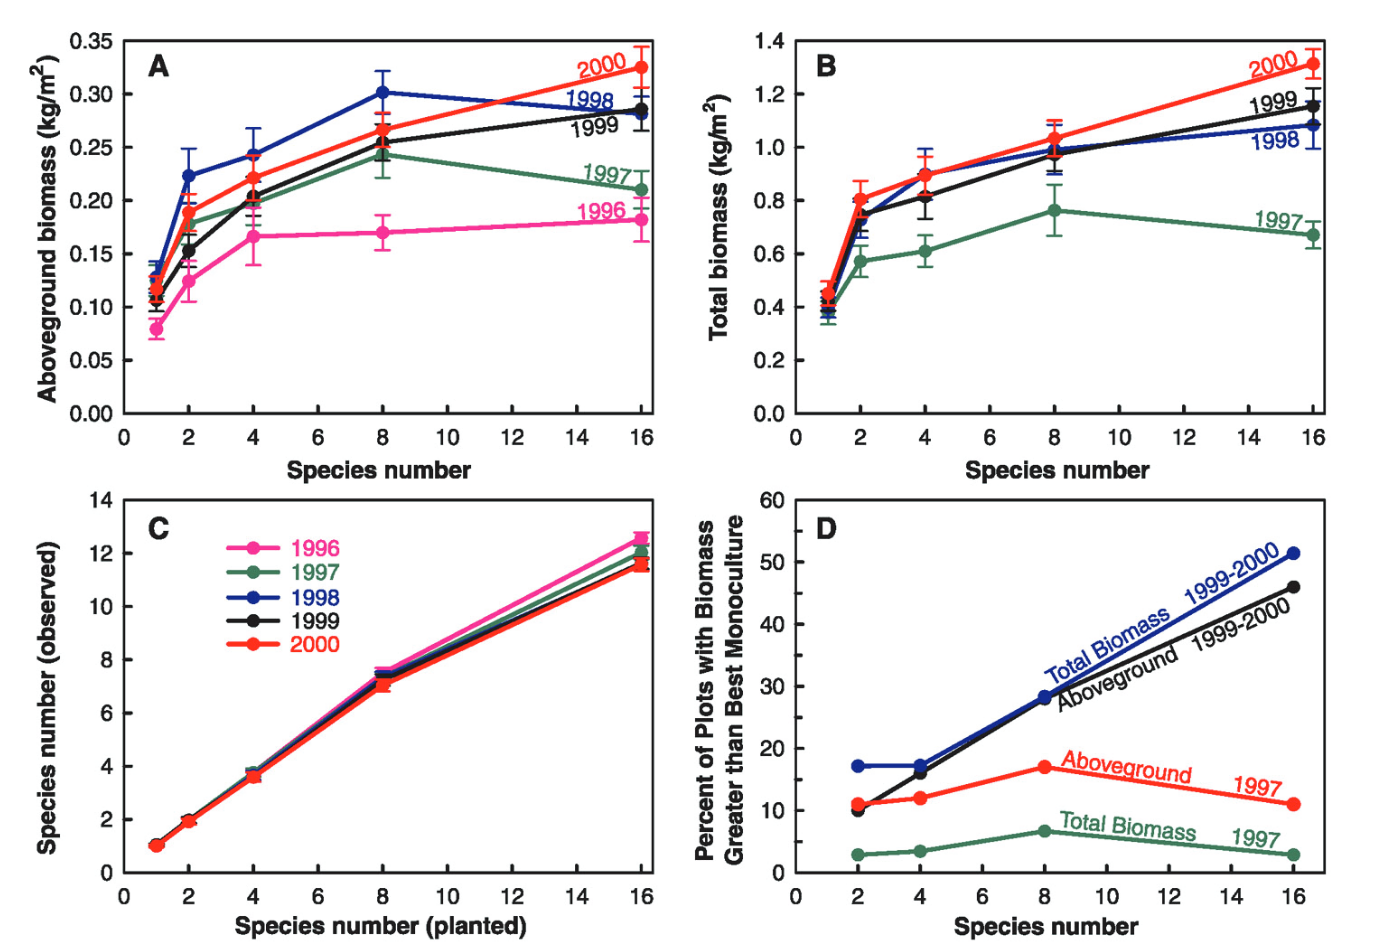 A
Aboveground biomass (kg/m2)
0.35
0.30
0.25
0.20
0.15
0.10
0.05
0.00
2000
1998
1999
1997
1996
0 2 4 6 8 10 12 14 16
Species number
B
Total biomass (kg/m2)
1.4
1.2
1.0
0.8
0.6
0.4
0.2
0.0
2000
1999
1998
1997
0 2 4 6 8 10 12 14 16
Species number
C
Species number (observed)
14
12
10
8
6
4
2
0
1996
1997
1998
1999
2000
0 2 4 6 8 10 12 14 16
Species number (planted)
D
Percent of Plots with Biomass
Greater than Best Monoculture
60
50
40
30
20
10
0
Total Biomass 1999-2000
Aboveground 1999-2000
Aboveground 1997
Total Biomass 1997
0 2 4 6 8 10 12 14 16
Species number